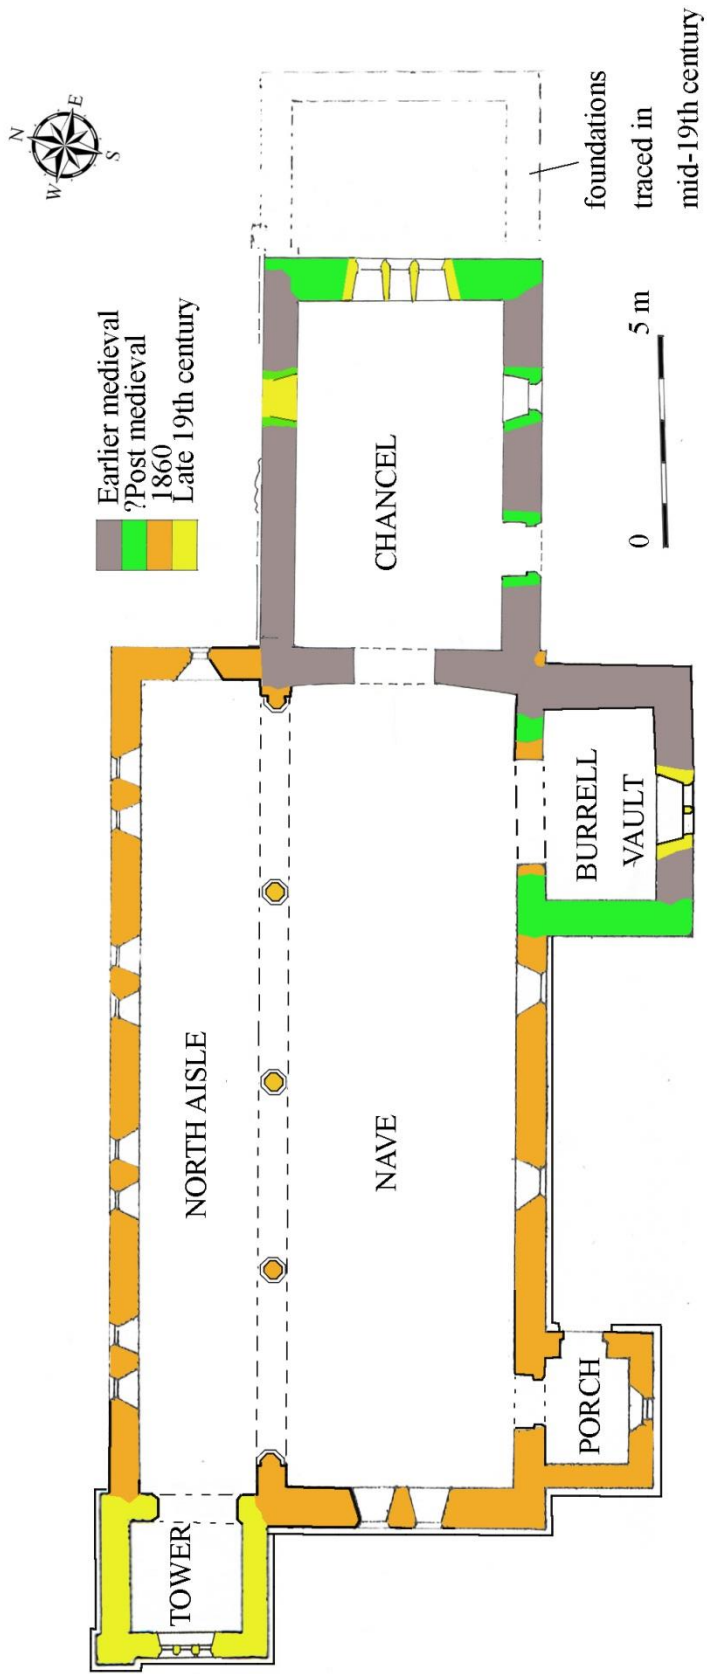 N
E
S
W
Earlier medieval
?Post medieval
1860
Late 19th century
TOWER
NORTH AISLE
NAVE
CHANCEL
PORCH
BURRELL
VAULT
0
5 m
foundations
traced in
mid-19th century